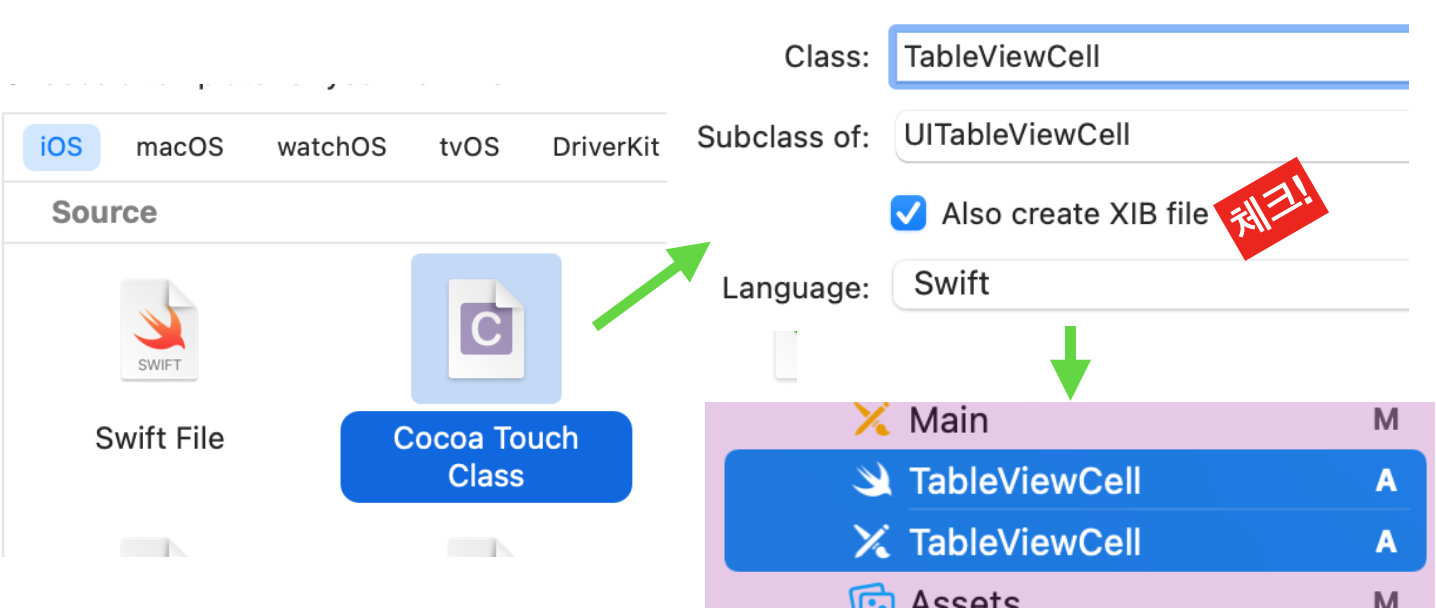 iOS macOS watchOS tvOS DriverKit
Source
SWIFT
Swift File
C
Cocoa Touch
Class
Class: TableViewCell
Subclass of: UITableViewCell
Also create XIB file
체크!
Language: Swift
Main M
TableViewCell A
TableViewCell A
Assets M